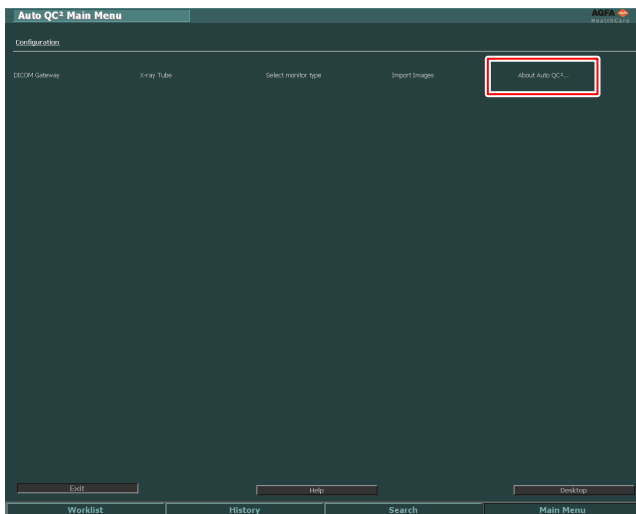 Auto QC² Main Menu
AGFA
HealthCare
Configuration
DICOM Gateway X-ray Tube Select monitor type Import Images About Auto QC²...
Exit Help Desktop
Worklist History Search Main Menu